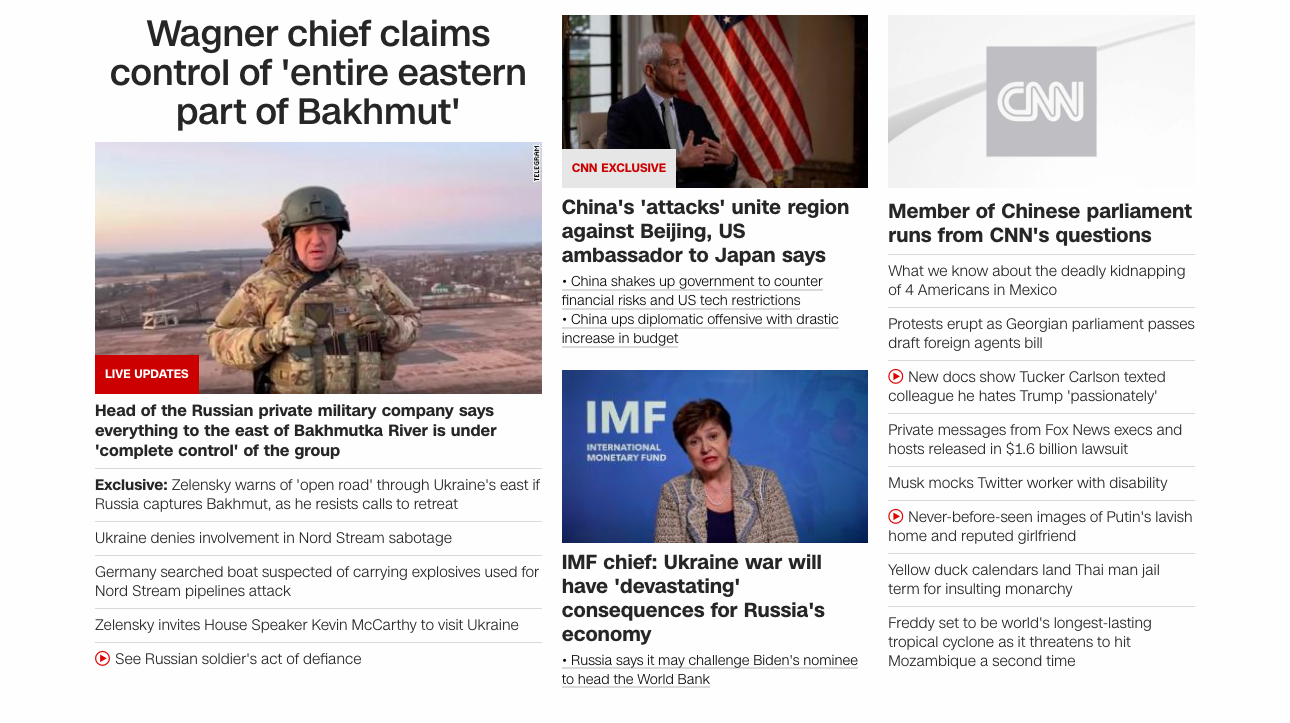 Wagner chief claims
control of 'entire eastern
part of Bakhmut'
TELEGRAM
LIVE UPDATES
Head of the Russian private military company says
everything to the east of Bakhmutka River is under
'complete control' of the group
Exclusive: Zelensky warns of 'open road' through Ukraine's east if
Russia captures Bakhmut, as he resists calls to retreat
Ukraine denies involvement in Nord Stream sabotage
Germany searched boat suspected of carrying explosives used for
Nord Stream pipelines attack
Zelensky invites House Speaker Kevin McCarthy to visit Ukraine
See Russian soldier's act of defiance
CNN EXCLUSIVE
China's 'attacks' unite region
against Beijing, US
ambassador to Japan says
• China shakes up government to counter
financial risks and US tech restrictions
• China ups diplomatic offensive with drastic
increase in budget
IMF
INTERNATIONAL
MONETARY FUND
IMF chief: Ukraine war will
have 'devastating'
consequences for Russia's
economy
• Russia says it may challenge Biden's nominee
to head the World Bank
CNN
Member of Chinese parliament
runs from CNN's questions
What we know about the deadly kidnapping
of 4 Americans in Mexico
Protests erupt as Georgian parliament passes
draft foreign agents bill
New docs show Tucker Carlson texted
colleague he hates Trump 'passionately'
Private messages from Fox News execs and
hosts released in $1.6 billion lawsuit
Musk mocks Twitter worker with disability
Never-before-seen images of Putin's lavish
home and reputed girlfriend
Yellow duck calendars land Thai man jail
term for insulting monarchy
Freddy set to be world's longest-lasting
tropical cyclone as it threatens to hit
Mozambique a second time